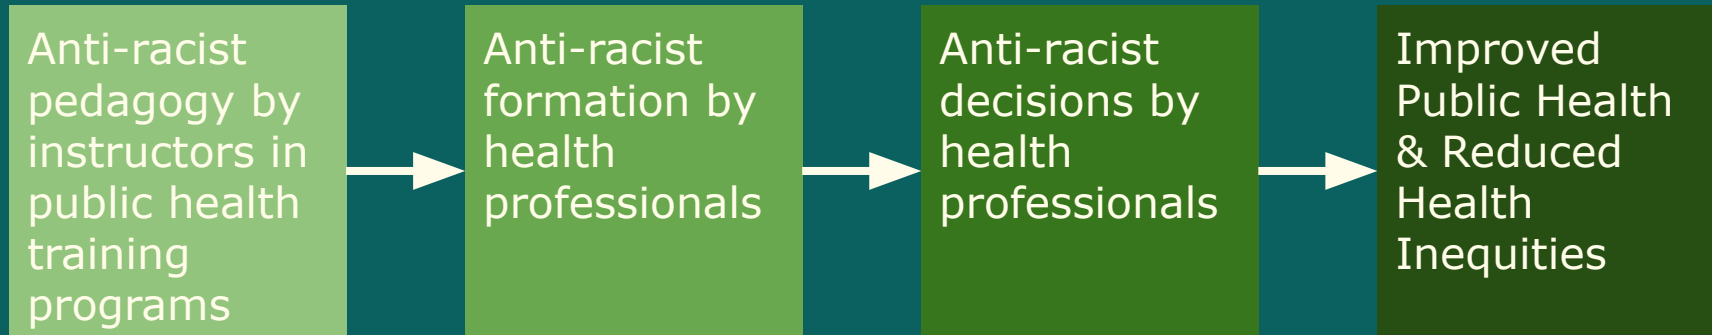 Anti-racist
pedagogy by
instructors in
public health
training
programs
Anti-racist
formation by
health
professionals
Anti-racist
decisions by
health
professionals
Improved
Public Health
& Reduced
Health
Inequities